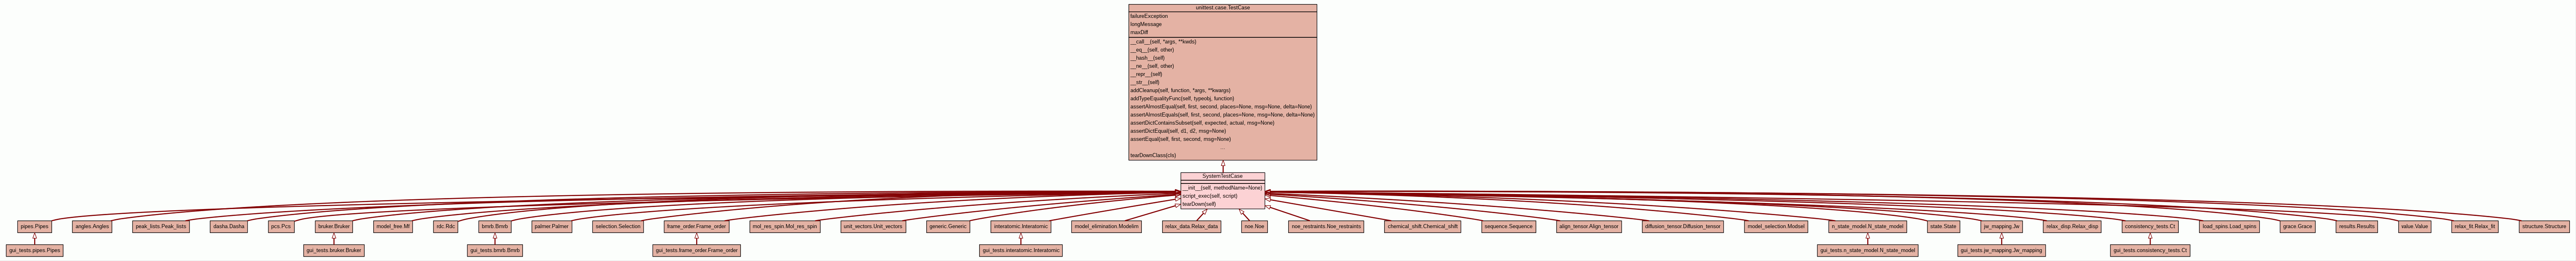 unittest.case.TestCase
failureException
longMessage
maxDiff
__call__(self, *args, **kwds)
__eq__(self, other)
__hash__(self)
__ne__(self, other)
__repr__(self)
__str__(self)
addCleanup(self, function, *args, **kwargs)
addTypeEqualityFunc(self, typeobj, function)
assertAlmostEqual(self, first, second, places=None, msg=None, delta=None)
assertAlmostEquals(self, first, second, places=None, msg=None, delta=None)
assertDictContainsSubset(self, expected, actual, msg=None)
assertDictEqual(self, d1, d2, msg=None)
assertEqual(self, first, second, msg=None)
...
tearDownClass(cls)
SystemTestCase
__init__(self, methodName=None)
script_exec(self, script)
tearDown(self)
pipes.Pipes
angles.Angles
peak_lists.Peak_lists
dasha.Dasha
pcs.Pcs
bruker.Bruker
model_free.Mf
rdc.Rdc
bmrb.Bmrb
palmer.Palmer
selection.Selection
frame_order.Frame_order
mol_res_spin.Mol_res_spin
unit_vectors.Unit_vectors
generic.Generic
interatomic.Interatomic
model_elimination.Modelim
relax_data.Relax_data
noe.Noe
noe_restraints.Noe_restraints
chemical_shift.Chemical_shift
sequence.Sequence
align_tensor.Align_tensor
diffusion_tensor.Diffusion_tensor
model_selection.Modsel
n_state_model.N_state_model
state.State
jw_mapping.Jw
relax_disp.Relax_disp
consistency_tests.Ct
load_spins.Load_spins
grace.Grace
results.Results
value.Value
relax_fit.Relax_fit
structure.Structure
gui_tests.pipes.Pipes
gui_tests.bruker.Bruker
gui_tests.bmrb.Bmrb
gui_tests.frame_order.Frame_order
gui_tests.interatomic.Interatomic
gui_tests.n_state_model.N_state_model
gui_tests.jw_mapping.Jw_mapping
gui_tests.consistency_tests.Ct